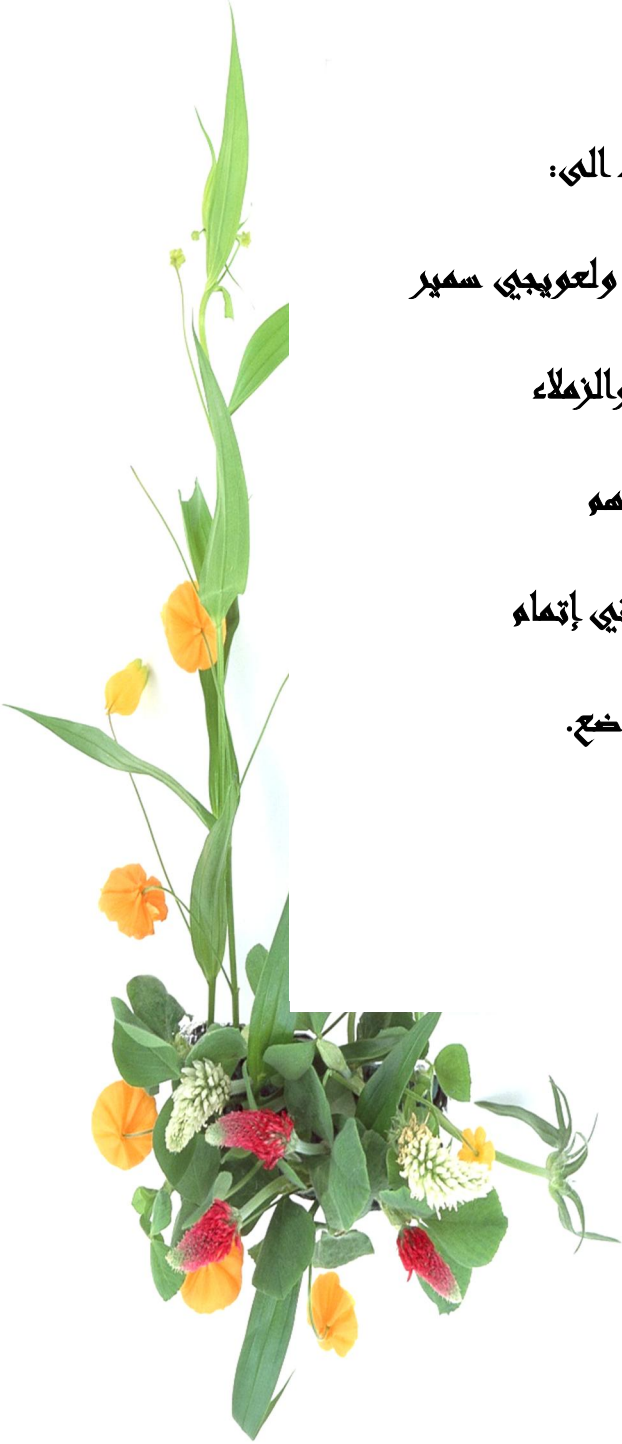 الى:
ولعويجي سمير
والزملاء
هم
في إتمام
ضع.